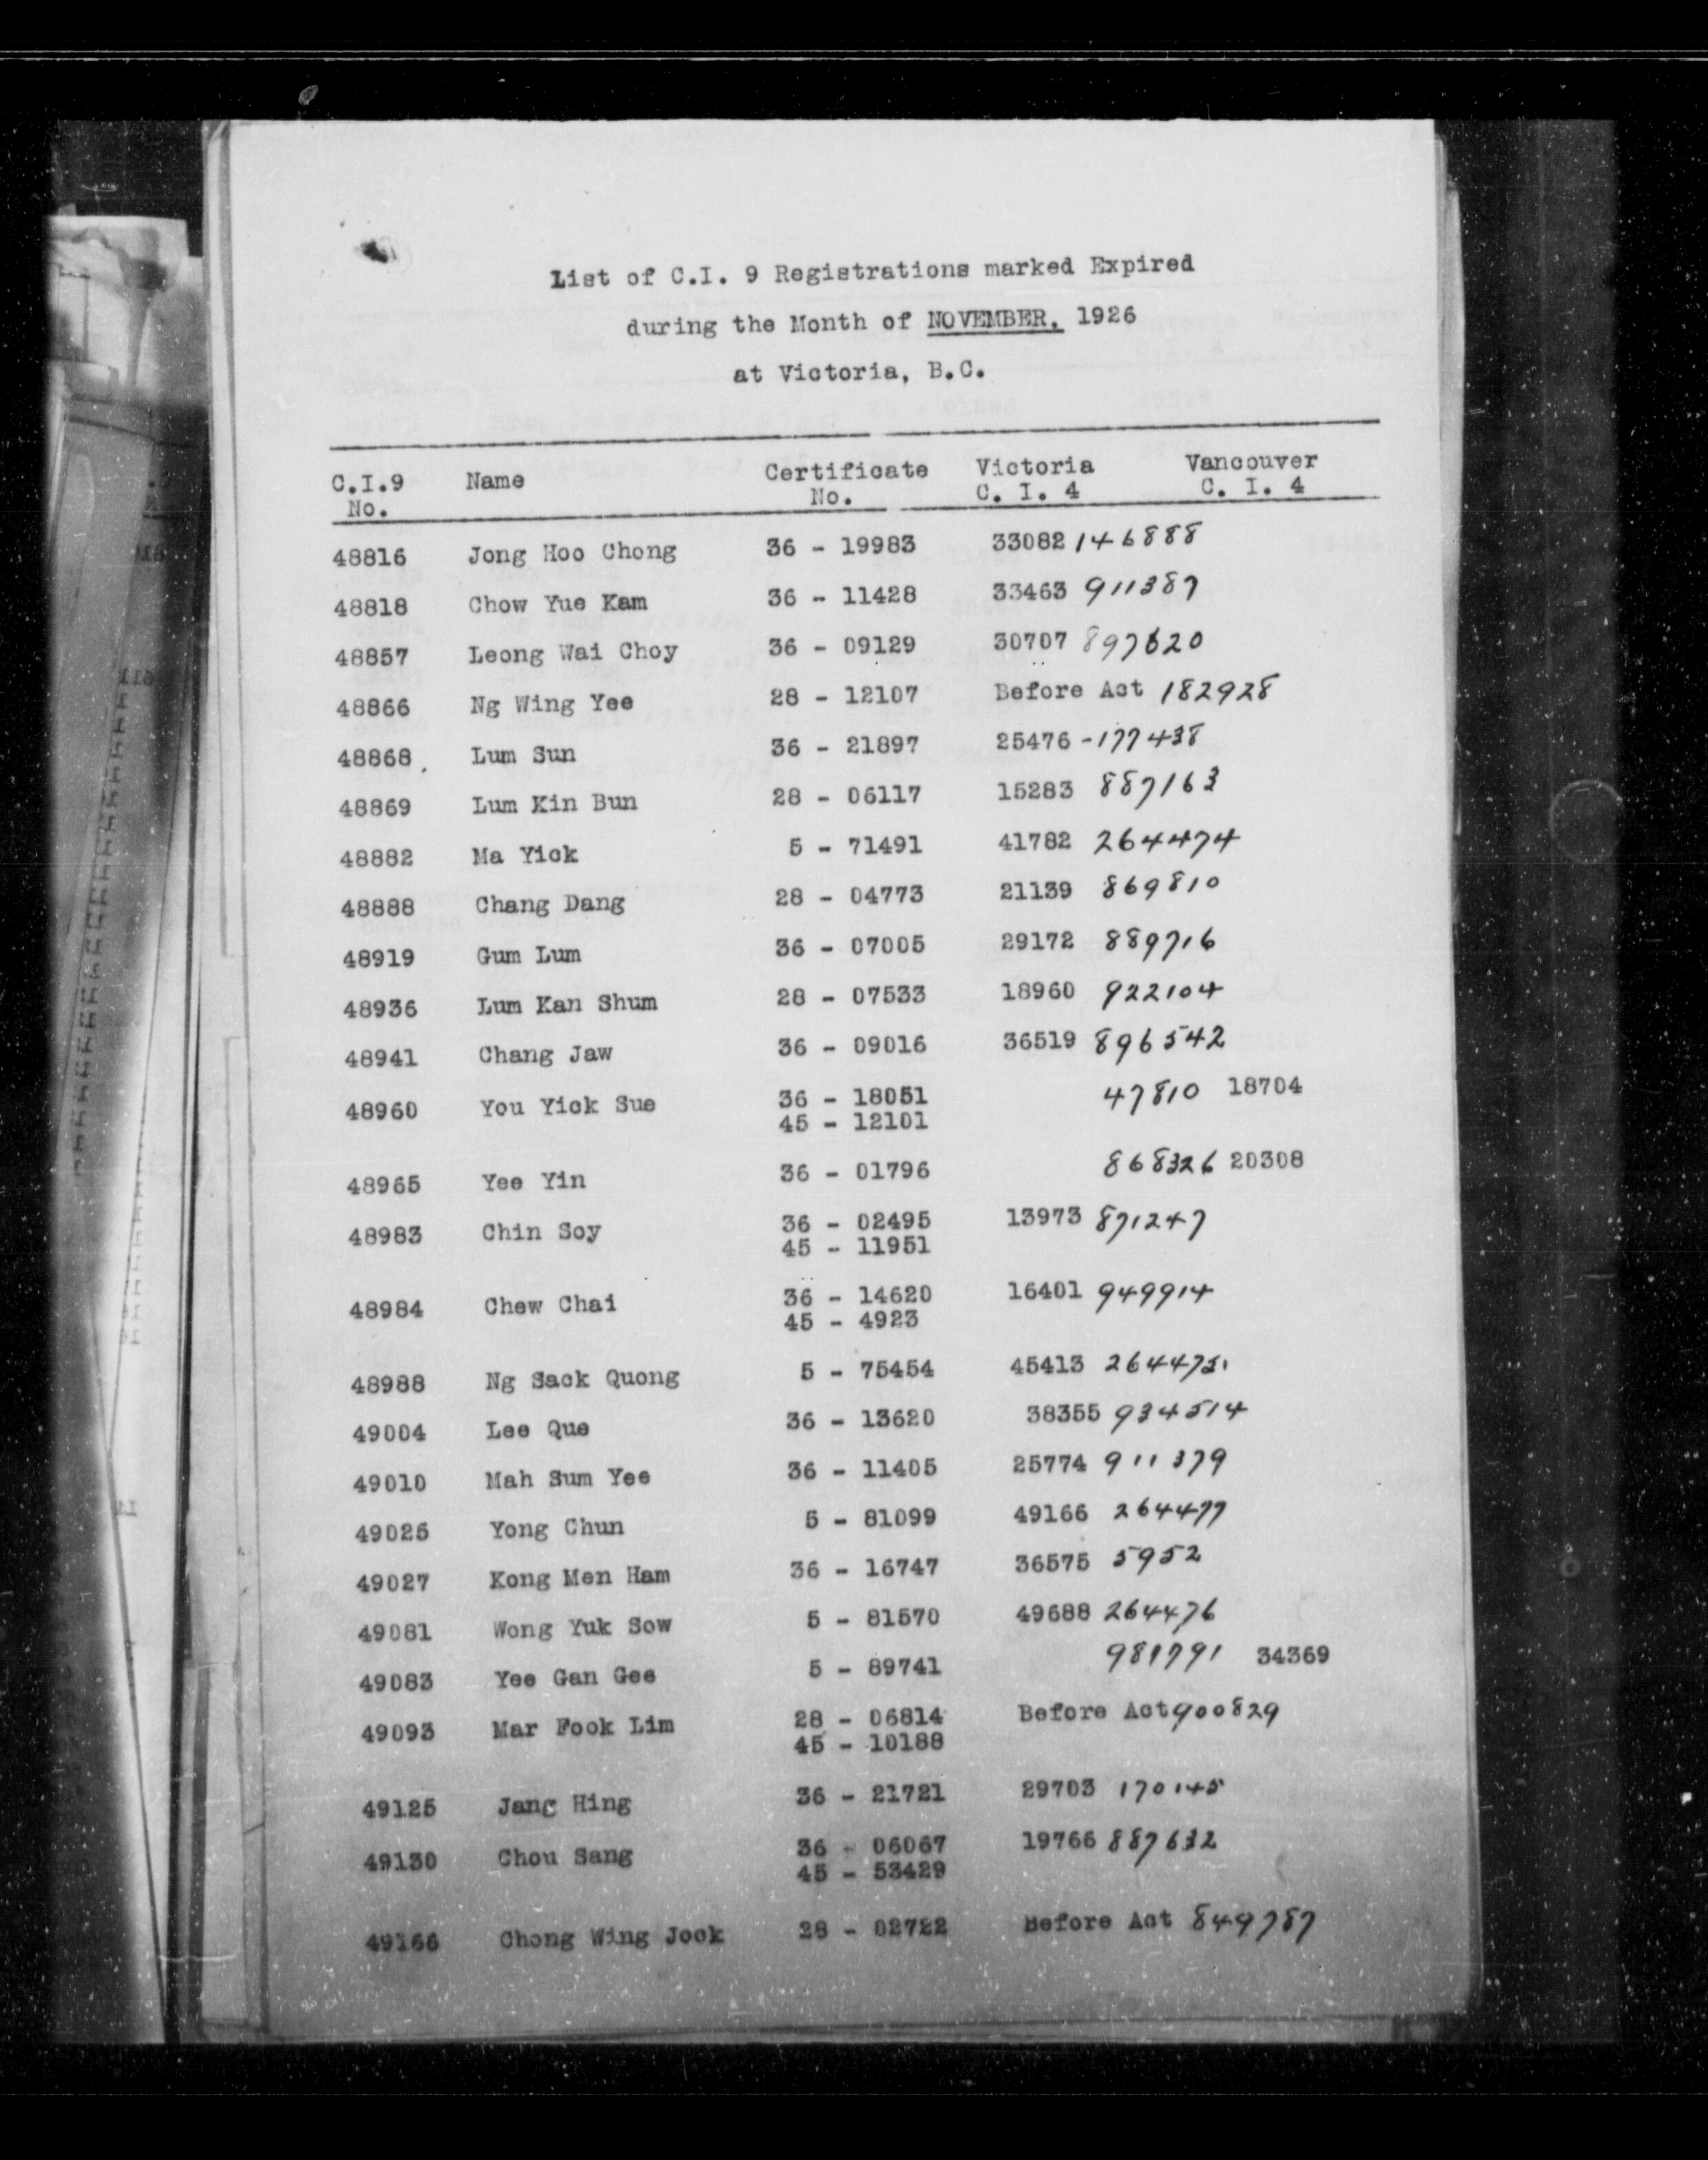 List of C.I. 9 Registrations marked Expired
during the Month of NOVEMBER, 1926
at Victoria, B.C.
C.I.9 No. Name Certificate No. Victoria C. I. 4 Vancouver C. I. 4
48816 Jong Hoo Chong 36 - 19983 33082 146888
48818 Chow Yue Kam 36 - 11428 33463 911387
48857 Leong Wai Choy 36 - 09129 30707 897620
48866 Ng Wing Yee 28 - 12107 Before Act 182928
48868 Lum Sun 36 - 21897 25476 - 177438
48869 Lum Kin Bun 28 - 06117 15283 887163
48882 Ma Yick 5 - 71491 41782 264474
48888 Chang Dang 28 - 04773 21139 869810
48919 Gum Lum 36 - 07005 29172 889716
48936 Lum Kan Shum 28 - 07533 18960 922104
48941 Chang Jaw 36 - 09016 36519 896542
48960 You Yick Sue 36 - 18051 47810 18704
45 - 12101
48965 Yee Yin 36 - 01796 868326 20308
48983 Chin Soy 36 - 02495 13973 871247
45 - 11951
48984 Chew Chai 36 - 14620 16401 949914
45 - 4923
48988 Ng Sack Quong 5 - 75454 45413 264475
49004 Lee Que 36 - 13620 38355 934514
49010 Mah Sum Yee 36 - 11405 25774 911379
49025 Yong Chun 5 - 81099 49166 264477
49027 Kong Men Ham 36 - 16747 36575 5952
49081 Wong Yuk Sow 5 - 81570 49688 264476
49083 Yee Gan Gee 5 - 89741 981791 34369
49093 Mar Fook Lim 28 - 06814 Before Act 900829
45 - 10188
49125 Jang Hing 36 - 21721 29703 170145
49130 Chou Sang 36 - 06067 19766 887632
45 - 53429
49166 Chong Wing Jook 28 - 02722 Before Act 849787